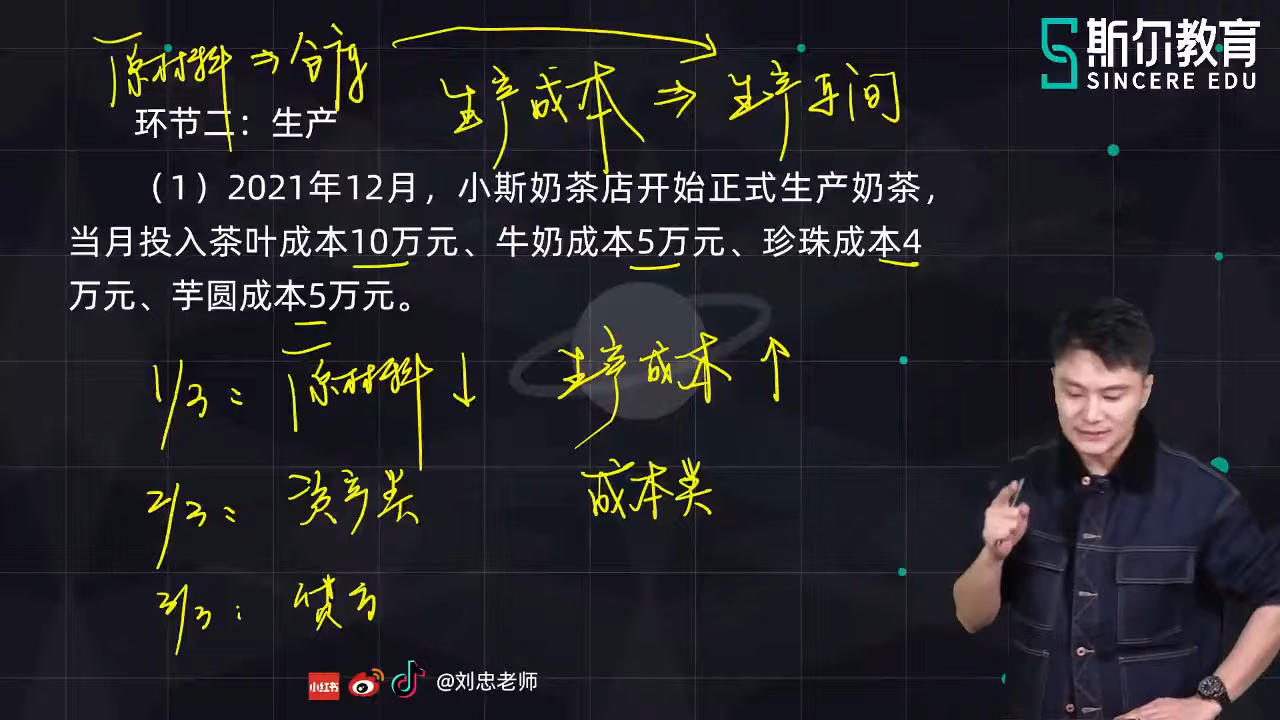 斯尔教育
SINCERE EDU
原材料 ⇒ 仓库
生产成本 ⇒ 生产车间
环节二：生产
（1）2021年12月，小斯奶茶店开始正式生产奶茶，
当月投入茶叶成本10万元、牛奶成本5万元、珍珠成本4
万元、芋圆成本5万元。
1/3： 原材料 ↓ 生产成本 ↑
2/3： 资产类 成本类
3/3： 贷方
小红书
@刘忠老师